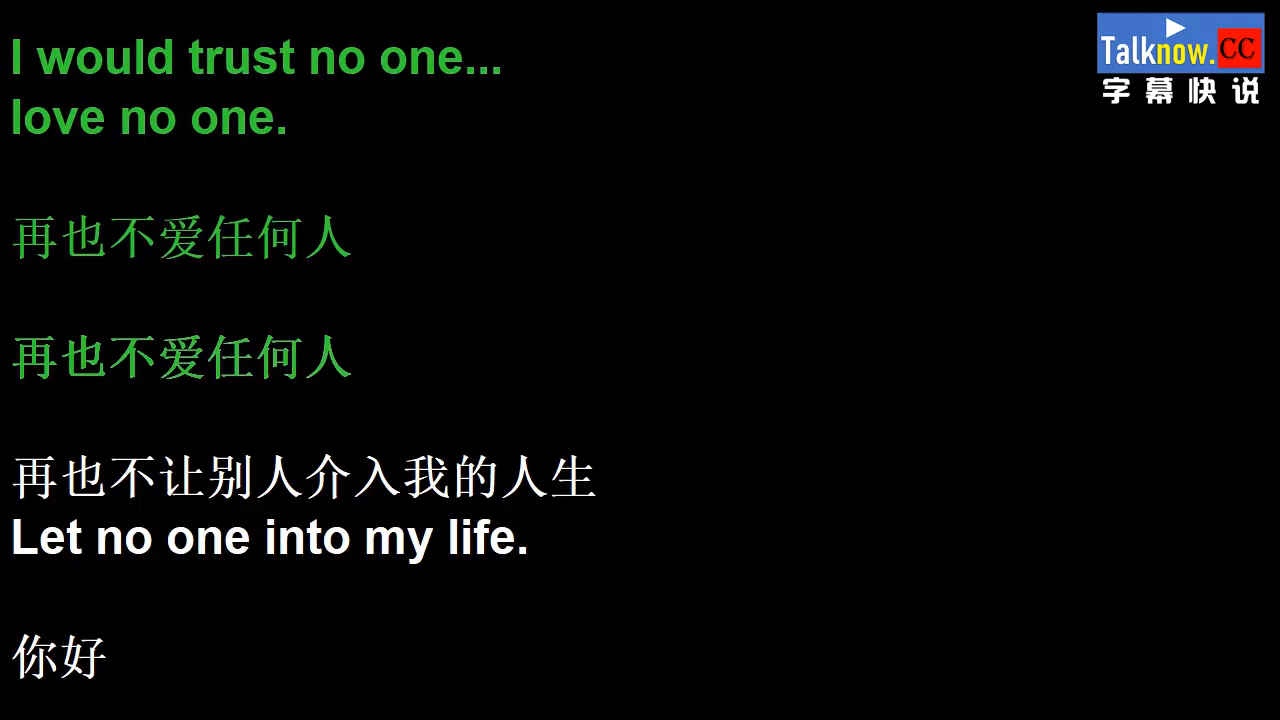 I would trust no one...
love no one.
再也不爱任何人
再也不爱任何人
再也不让别人介入我的人生
Let no one into my life.
你好
Talknow.CC
字幕快说